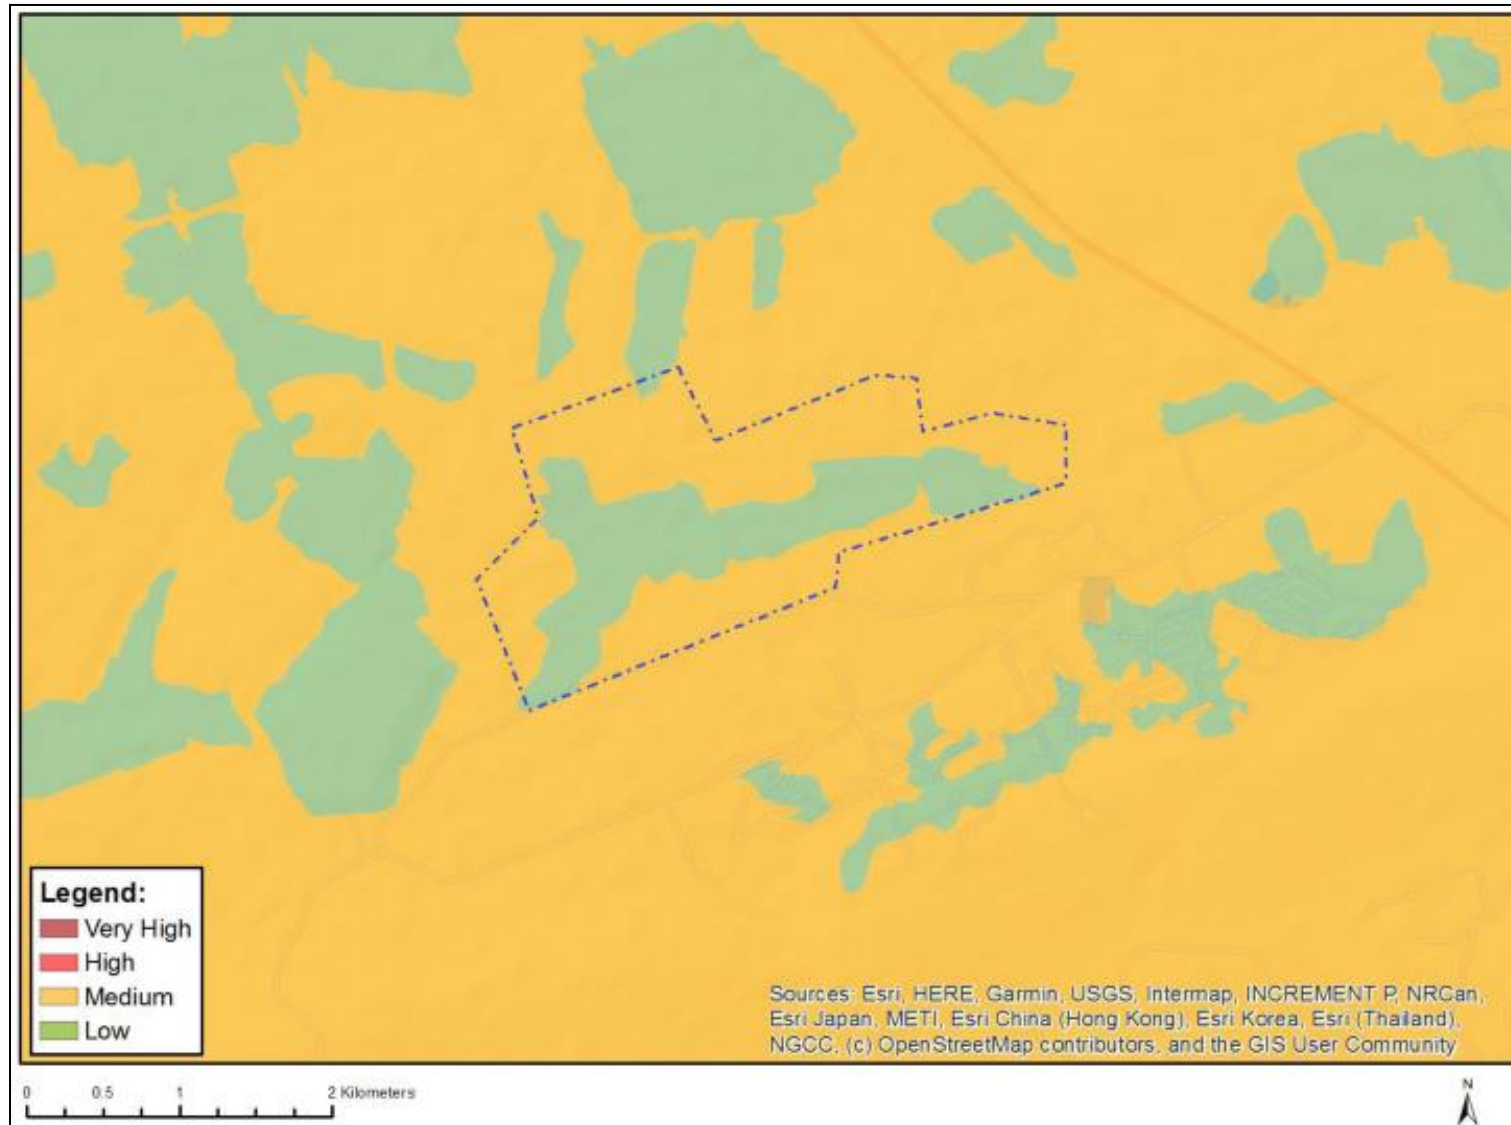 Legend:
Very High
High
Medium
Low
Sources: Esri, HERE, Garmin, USGS, Intermap, INCREMENT P, NRCan,
Esri Japan, METI, Esri China (Hong Kong), Esri Korea, Esri (Thailand),
NGCC, (c) OpenStreetMap contributors, and the GIS User Community
0 0.5 1 2 Kilometers
N